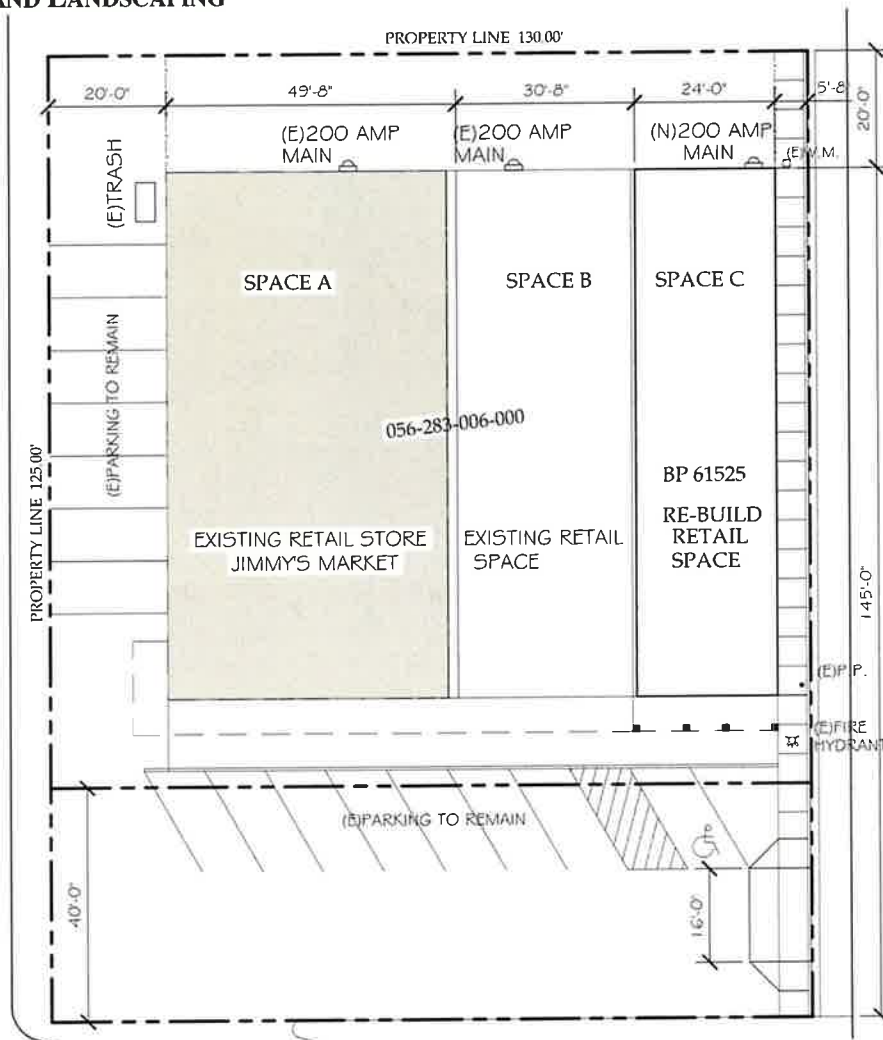 AND LANDSCAPING
PROPERTY LINE 130.00'
20'-0"
49'-8"
30'-8"
24'-0"
5'-8"
20'-0"
(E)200 AMP
MAIN
(E)200 AMP
MAIN
(N)200 AMP
MAIN
(E)W.M.
(E)TRASH
SPACE A
SPACE B
SPACE C
(E)PARKING TO REMAIN
056-283-006-000
PROPERTY LINE 125.00'
BP 61525
RE-BUILD
RETAIL
SPACE
EXISTING RETAIL STORE
JIMMY'S MARKET
EXISTING RETAIL
SPACE
145'-0"
(E)P.P.
(E)FIRE
HYDRANT
(E)PARKING TO REMAIN
40'-0"
16'-0"